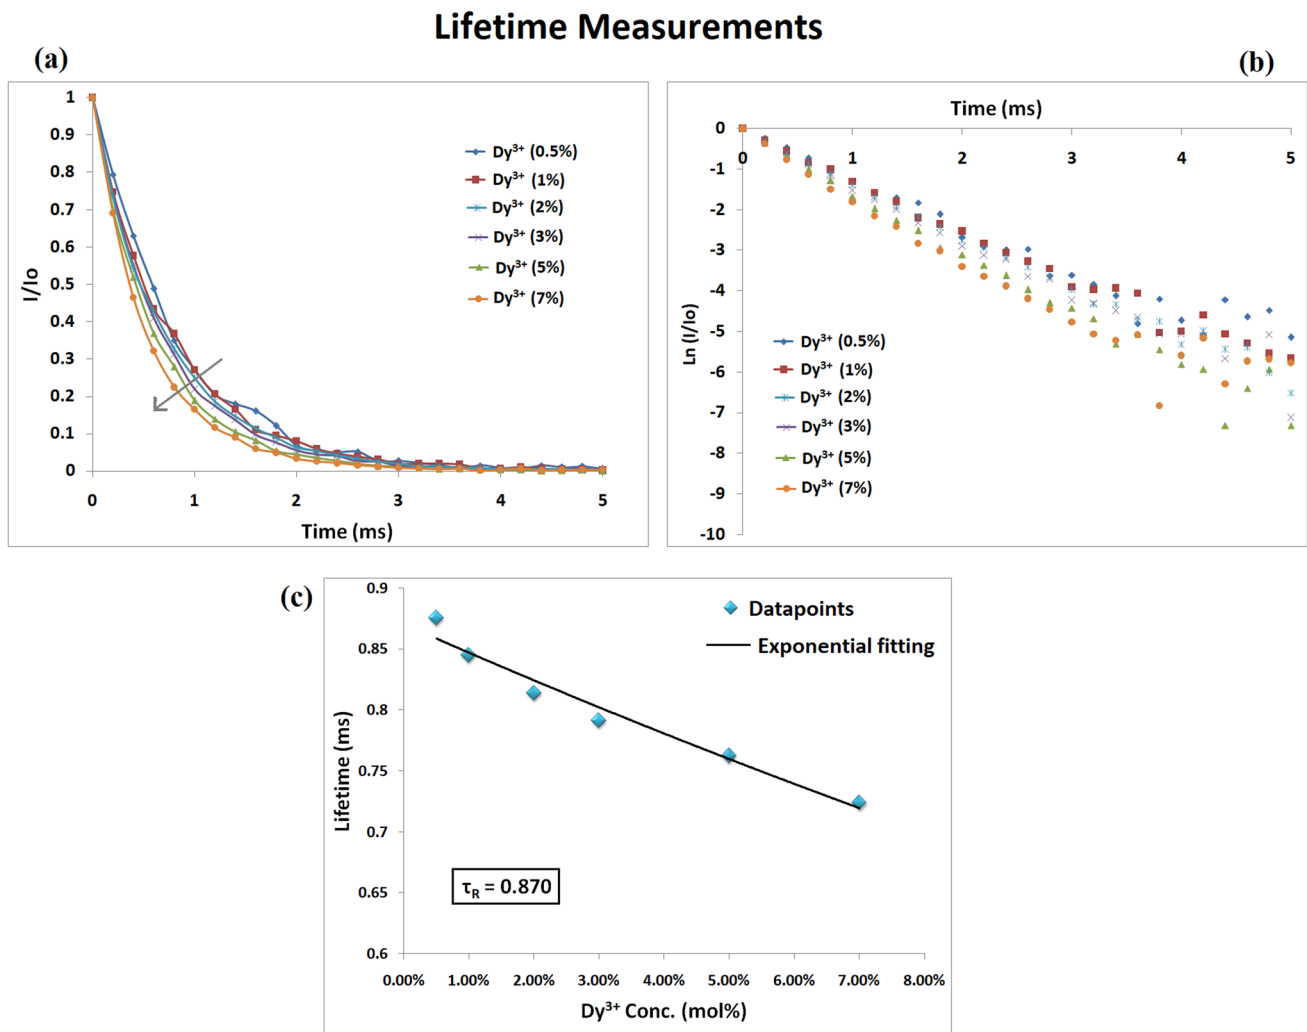 Lifetime Measurements
(a)
1
0.9
0.8
0.7
0.6
0.5
0.4
0.3
0.2
0.1
0
I/Io
0 1 2 3 4 5
Time (ms)
Dy³⁺ (0.5%)
Dy³⁺ (1%)
Dy³⁺ (2%)
Dy³⁺ (3%)
Dy³⁺ (5%)
Dy³⁺ (7%)
(b)
Time (ms)
0 1 2 3 4 5
0
-1
-2
-3
-4
-5
-6
-7
-8
-9
-10
Ln (I/Io)
Dy³⁺ (0.5%)
Dy³⁺ (1%)
Dy³⁺ (2%)
Dy³⁺ (3%)
Dy³⁺ (5%)
Dy³⁺ (7%)
(c)
0.9
0.85
0.8
0.75
0.7
0.65
0.6
Lifetime (ms)
Datapoints
Exponential fitting
τR = 0.870
0.00% 1.00% 2.00% 3.00% 4.00% 5.00% 6.00% 7.00% 8.00%
Dy³⁺ Conc. (mol%)